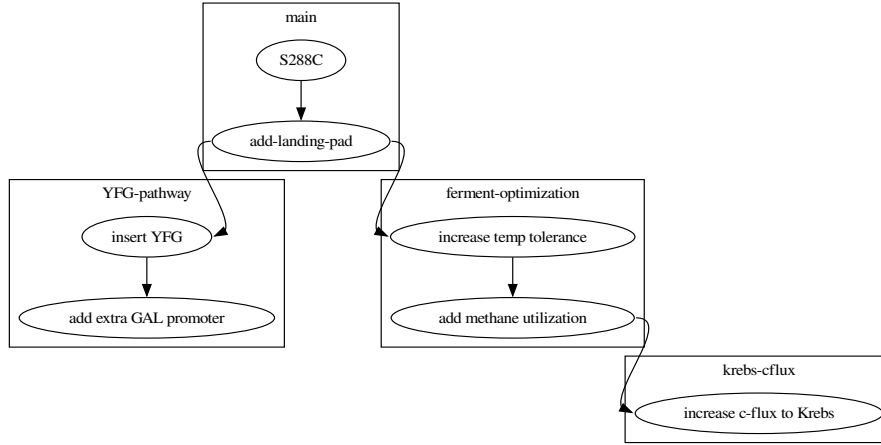 main
S288C
add-landing-pad
YFG-pathway
insert YFG
add extra GAL promoter
ferment-optimization
increase temp tolerance
add methane utilization
krebs-cflux
increase c-flux to Krebs